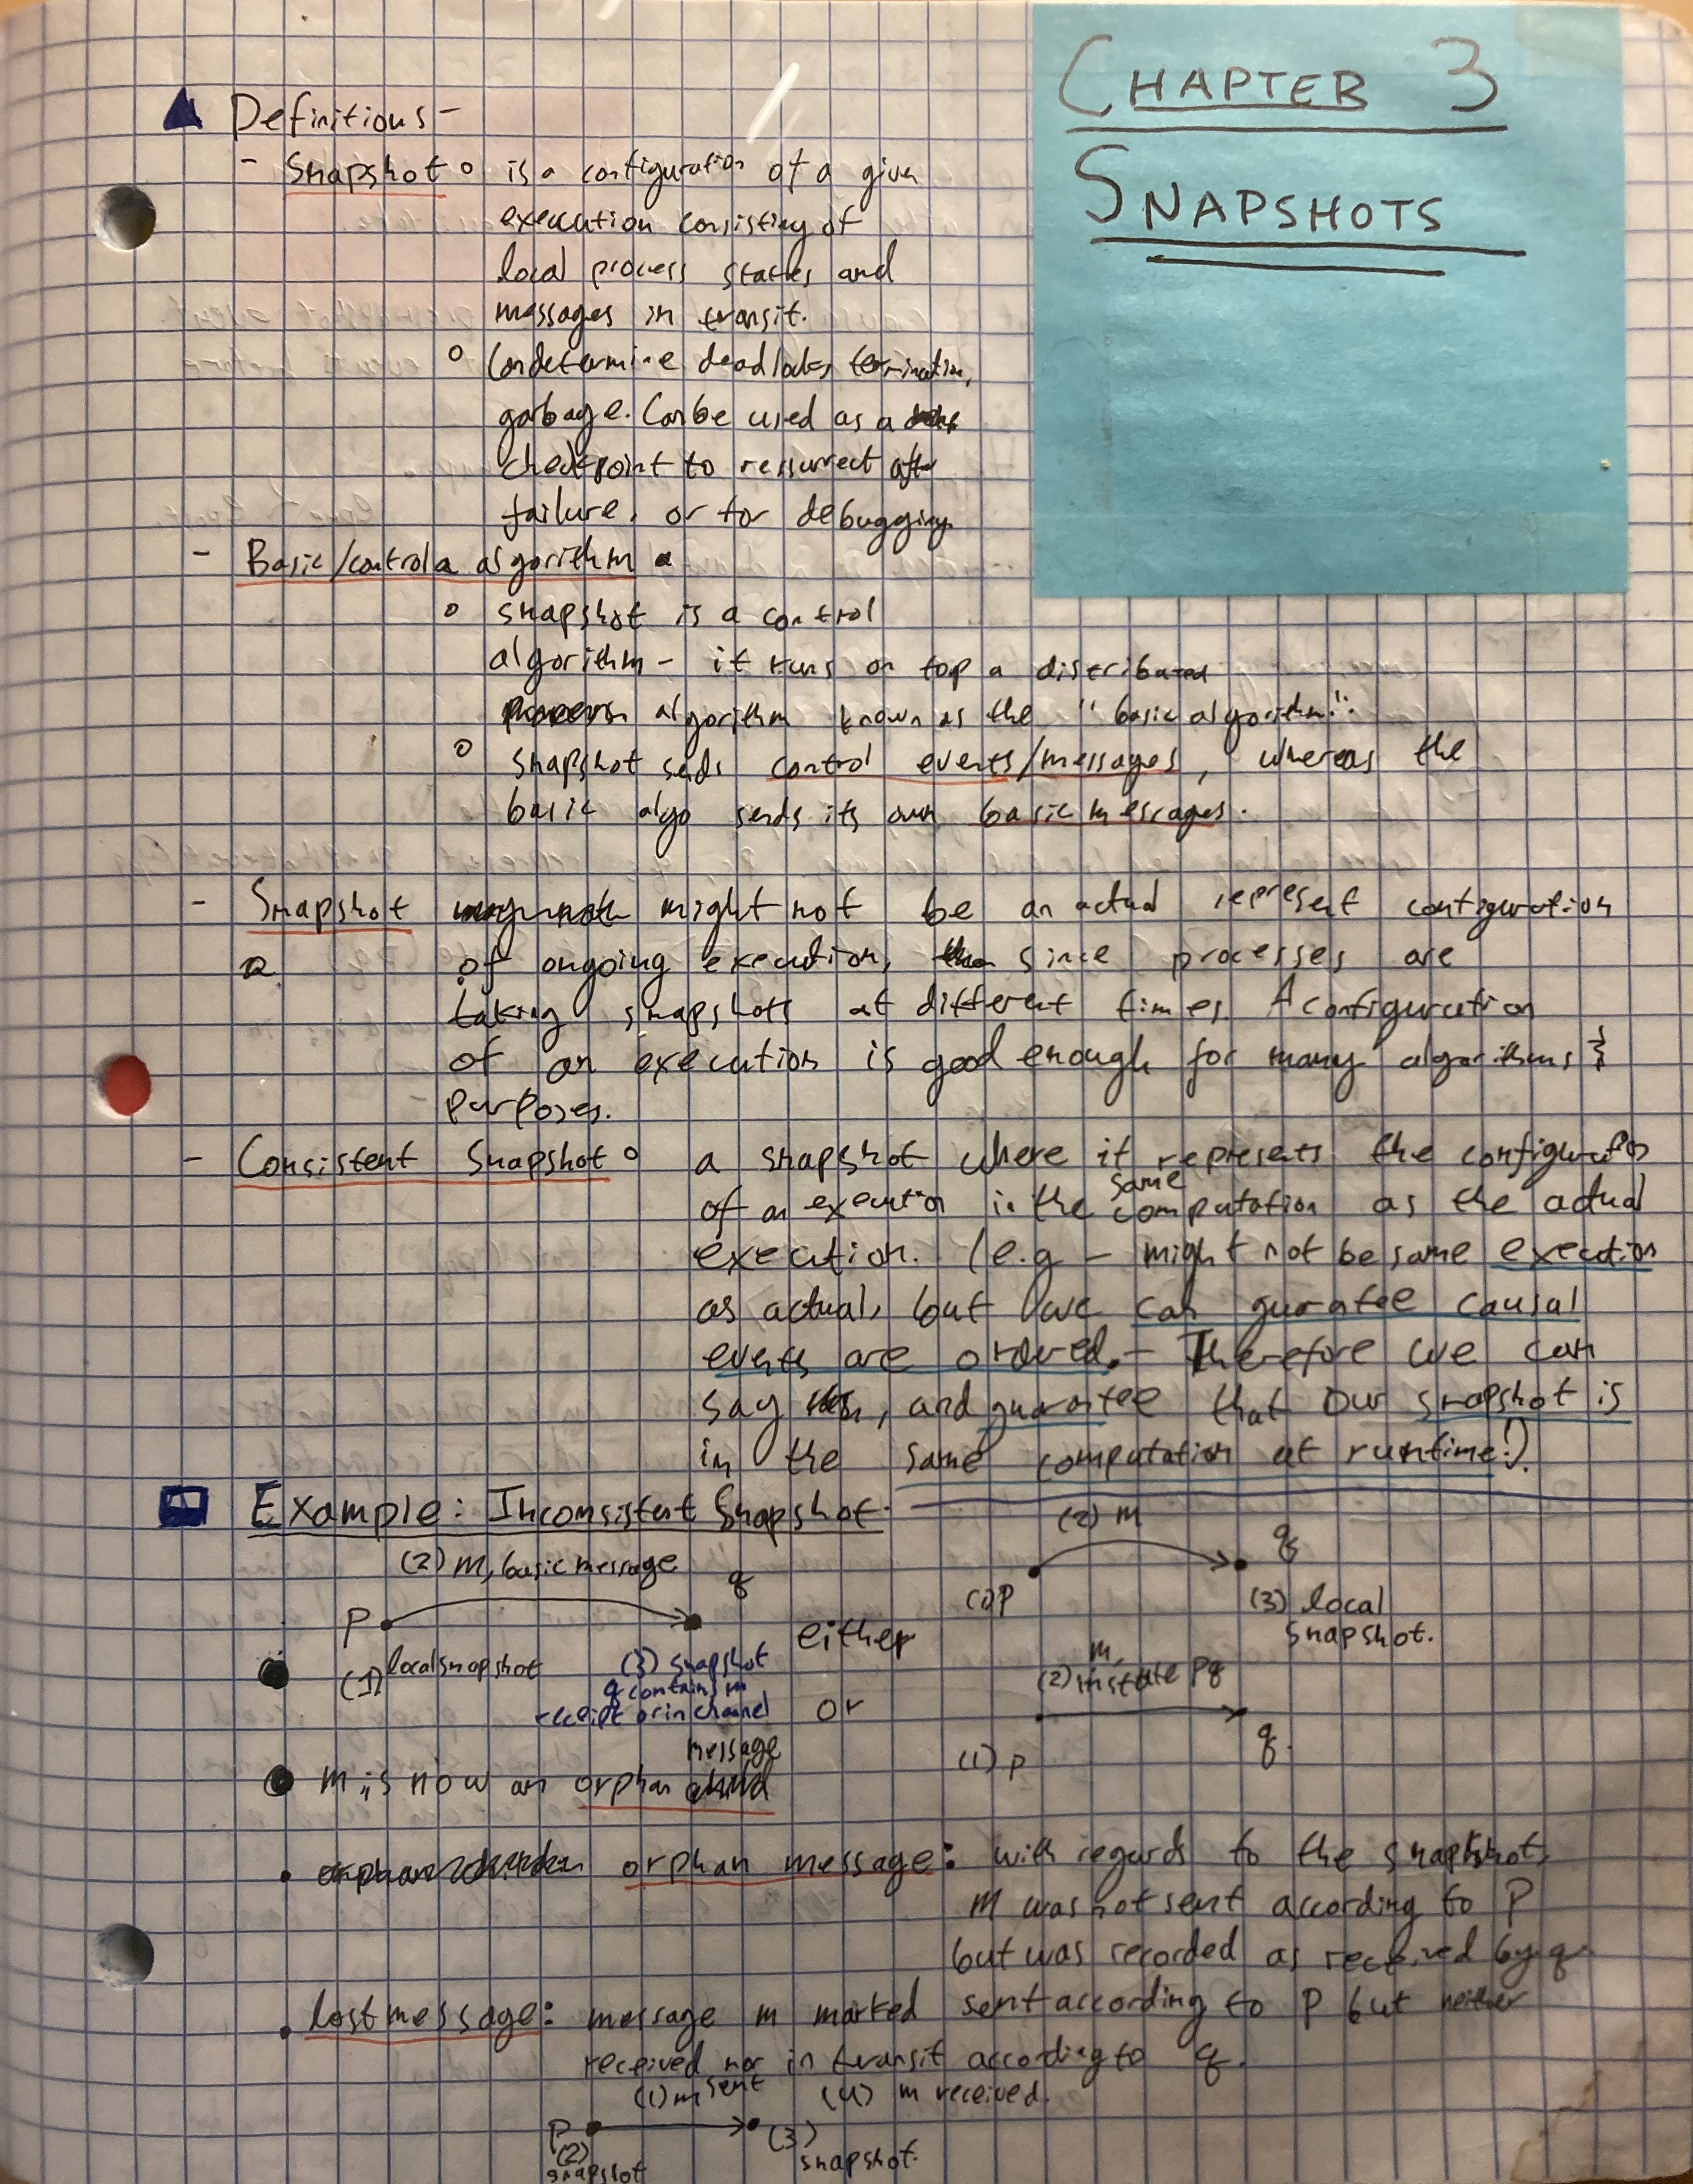 CHAPTER 3
SNAPSHOTS
Definitions -
- Snapshot ∘ is a configuration of a given
execution consisting of
local process states and
messages in transit.
∘ Can determine deadlocks, termination,
garbage. Can be used as a
checkpoint to ressurect after
failure, or for debugging.
- Basic/control algorithm
∘ snapshot is a control
algorithm - it runs on top a distributed
algorithm known as the "basic algorithm".
∘ snapshot sends control events/messages, whereas the
basic algo sends its own basic messages.
- Snapshot might not be an actual represent configuration
of ongoing execution, since processes are
taking snapshots at different times. A configuration
of an execution is good enough for many algorithms &
purposes.
- Consistent Snapshot ∘ a snapshot where it represents the configuration
of an execution in the same computation as the actual
execution. (e.g - might not be same execution
as actual, but we can guratee causal
events are ordered. - Therefore we can
say, and guarantee that our snapshot is
in the same computation at runtime!).
Example: Inconsistent Snapshot.
(2) m, basic message
P q
(1) local snapshot
(3) snapshot
q contains m
receipt or in channel
either
or
(2) m
(1) P q
(3) local
snapshot.
m,
(2) in state pq
(1) p q.
m is now an orphan message
• orphan message: with regards to the snapshot,
m was not sent according to P
but was recorded as received by q
• lost message: message m marked sent according to P but neither
received nor in transit according to q.
(1) m sent (4) m received.
P (3)
(2) snapshot.
snapshot